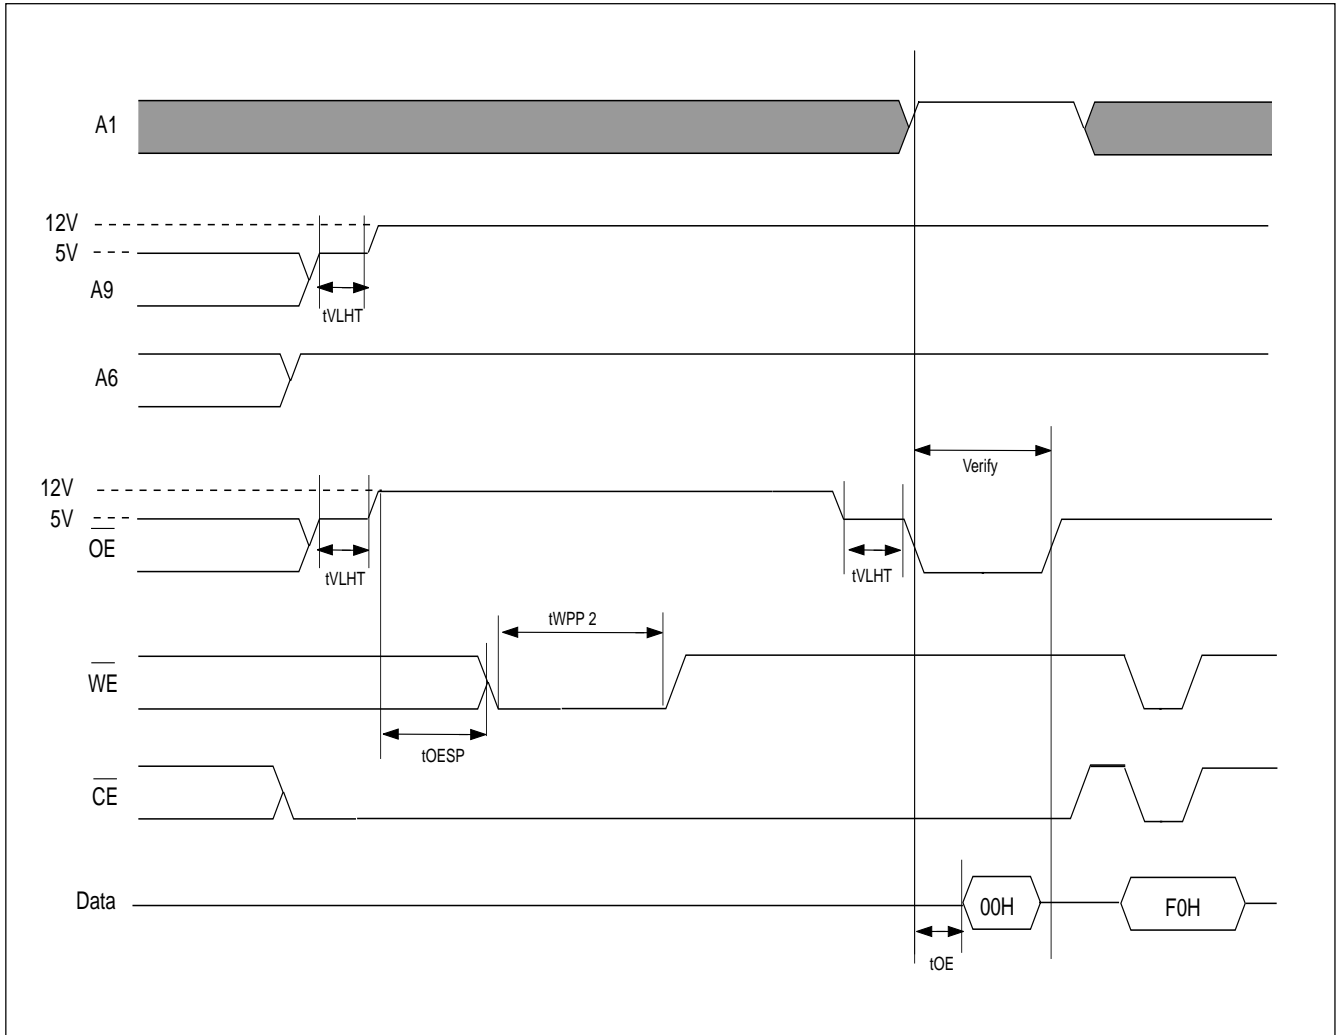 A1
12V
5V
A9
tVLHT
A6
Verify
12V
5V
OE
tVLHT
tVLHT
tWPP 2
WE
tOESP
CE
Data
00H
F0H
tOE